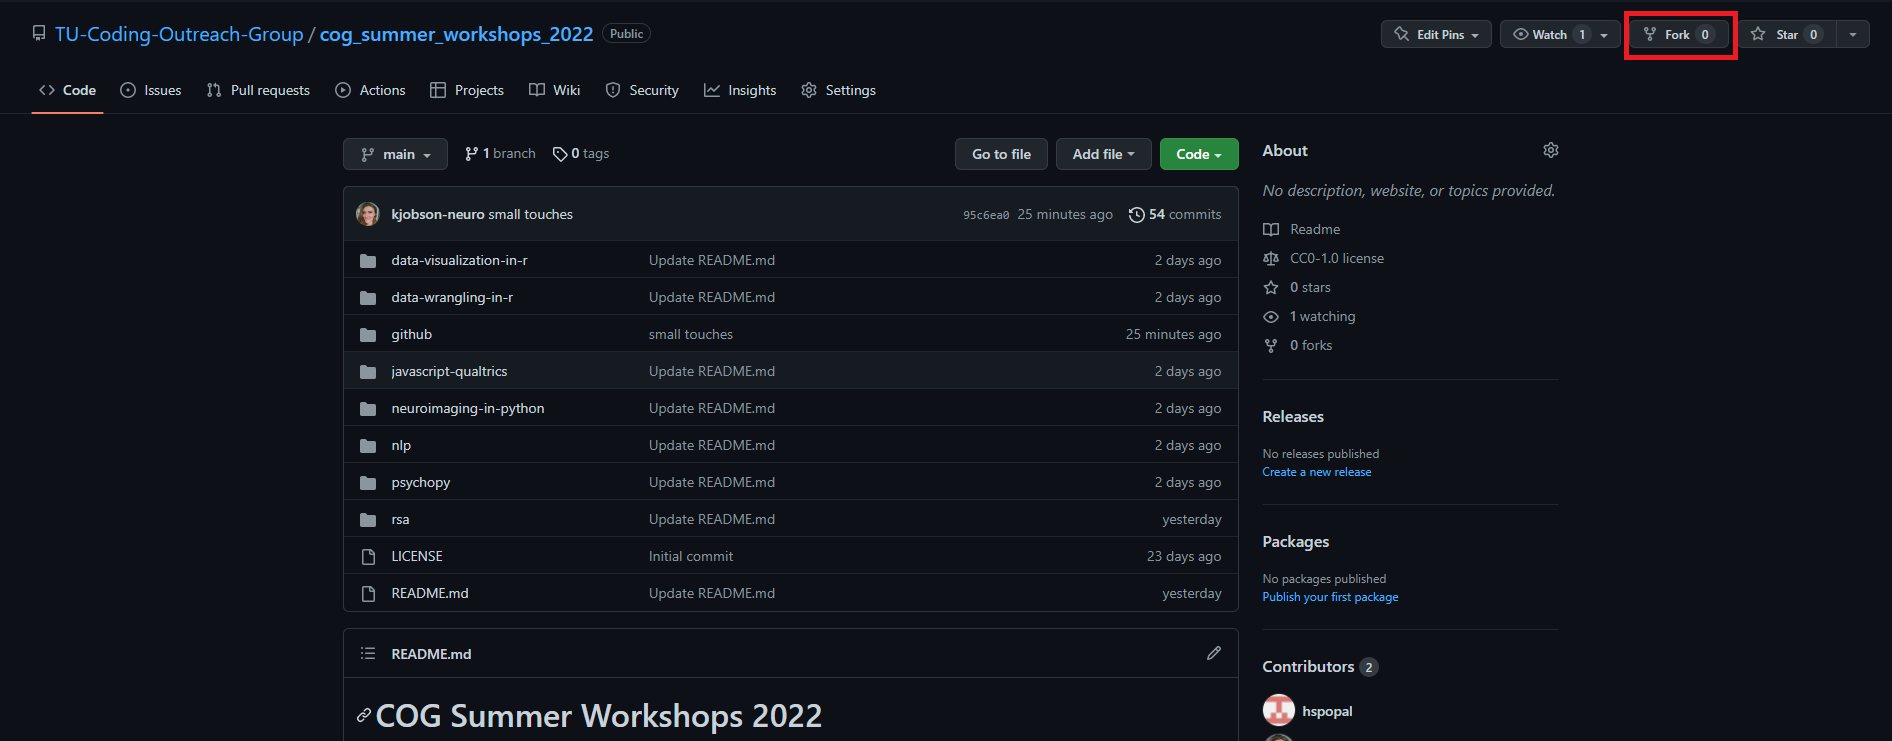 TU-Coding-Outreach-Group / cog_summer_workshops_2022 Public
Edit Pins Watch 1 Fork 0 Star 0
Code Issues Pull requests Actions Projects Wiki Security Insights Settings
main 1 branch 0 tags Go to file Add file Code
kjobson-neuro small touches 95c6ea0 25 minutes ago 54 commits
data-visualization-in-r Update README.md 2 days ago
data-wrangling-in-r Update README.md 2 days ago
github small touches 25 minutes ago
javascript-qualtrics Update README.md 2 days ago
neuroimaging-in-python Update README.md 2 days ago
nlp Update README.md 2 days ago
psychopy Update README.md 2 days ago
rsa Update README.md yesterday
LICENSE Initial commit 23 days ago
README.md Update README.md yesterday
README.md
COG Summer Workshops 2022
About
No description, website, or topics provided.
Readme
CC0-1.0 license
0 stars
1 watching
0 forks
Releases
No releases published
Create a new release
Packages
No packages published
Publish your first package
Contributors 2
hspopal